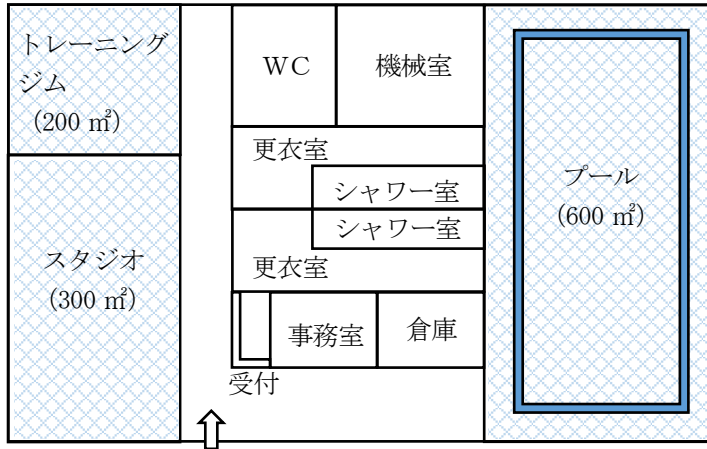 トレーニング
ジム
(200 ㎡)
スタジオ
(300 ㎡)
WC
機械室
更衣室
シャワー室
シャワー室
更衣室
事務室
倉庫
受付
プール
(600 ㎡)